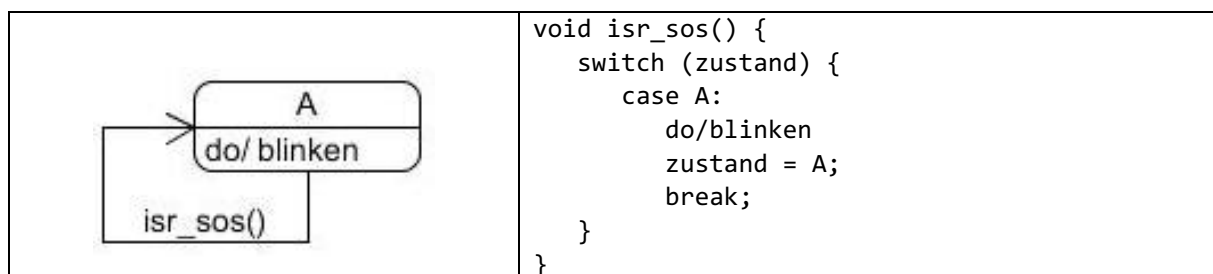 A
do/ blinken
isr_sos()
void isr_sos() {
switch (zustand) {
case A:
do/blinken
zustand = A;
break;
}
}